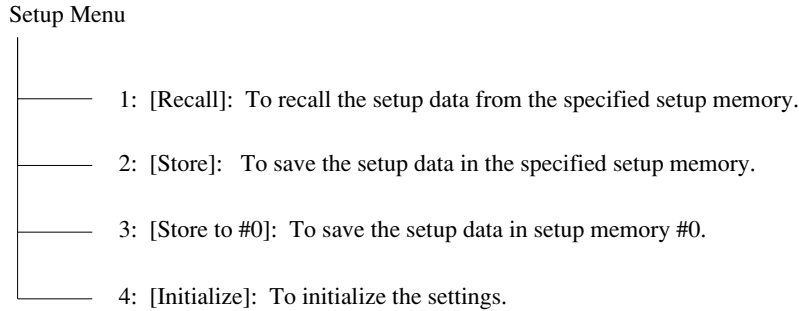 Setup Menu
1: [Recall]: To recall the setup data from the specified setup memory.
2: [Store]: To save the setup data in the specified setup memory.
3: [Store to #0]: To save the setup data in setup memory #0.
4: [Initialize]: To initialize the settings.